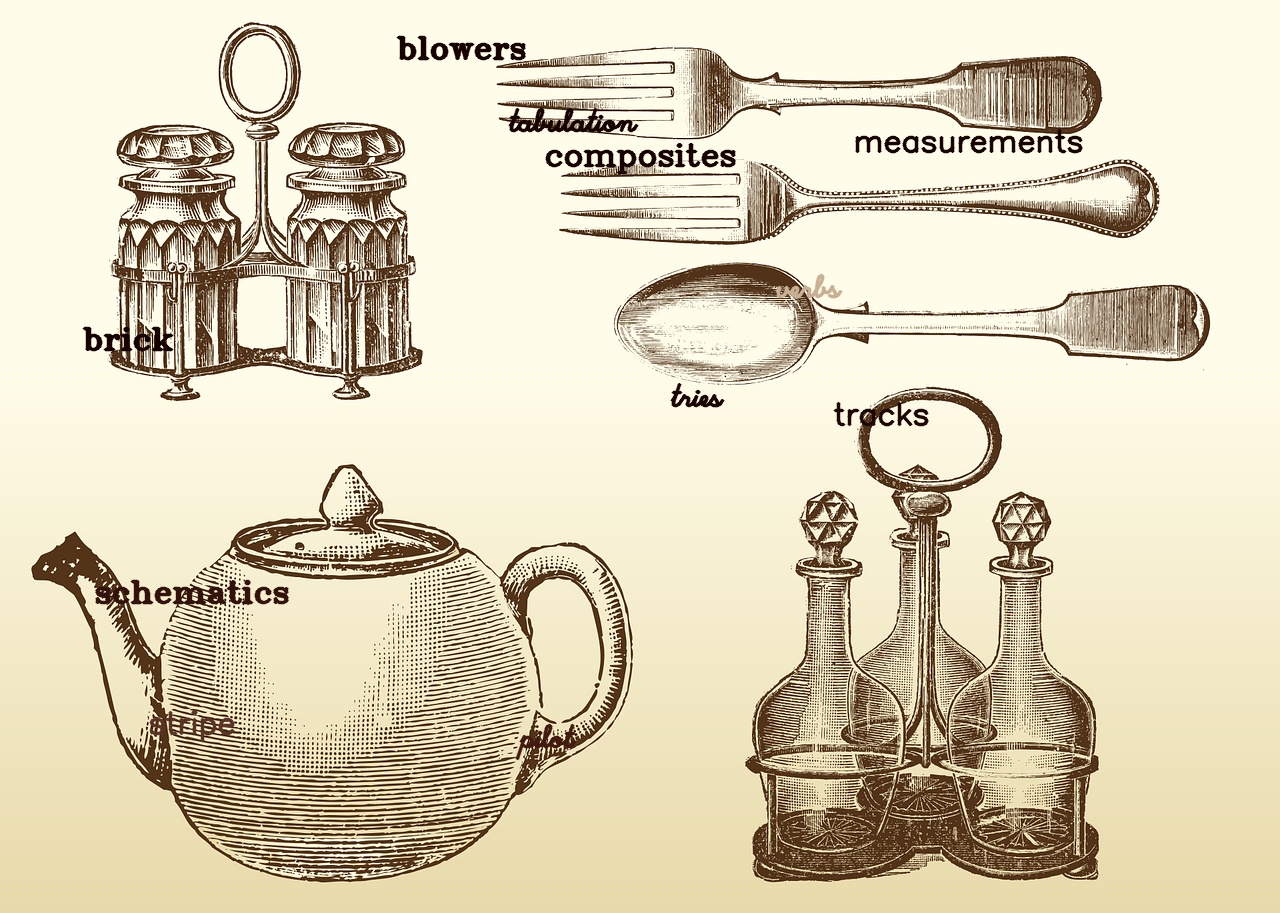 blowers
tabulation
measurements
composites
verbs
brick
tries
tracks
schematics
stripe
pilot